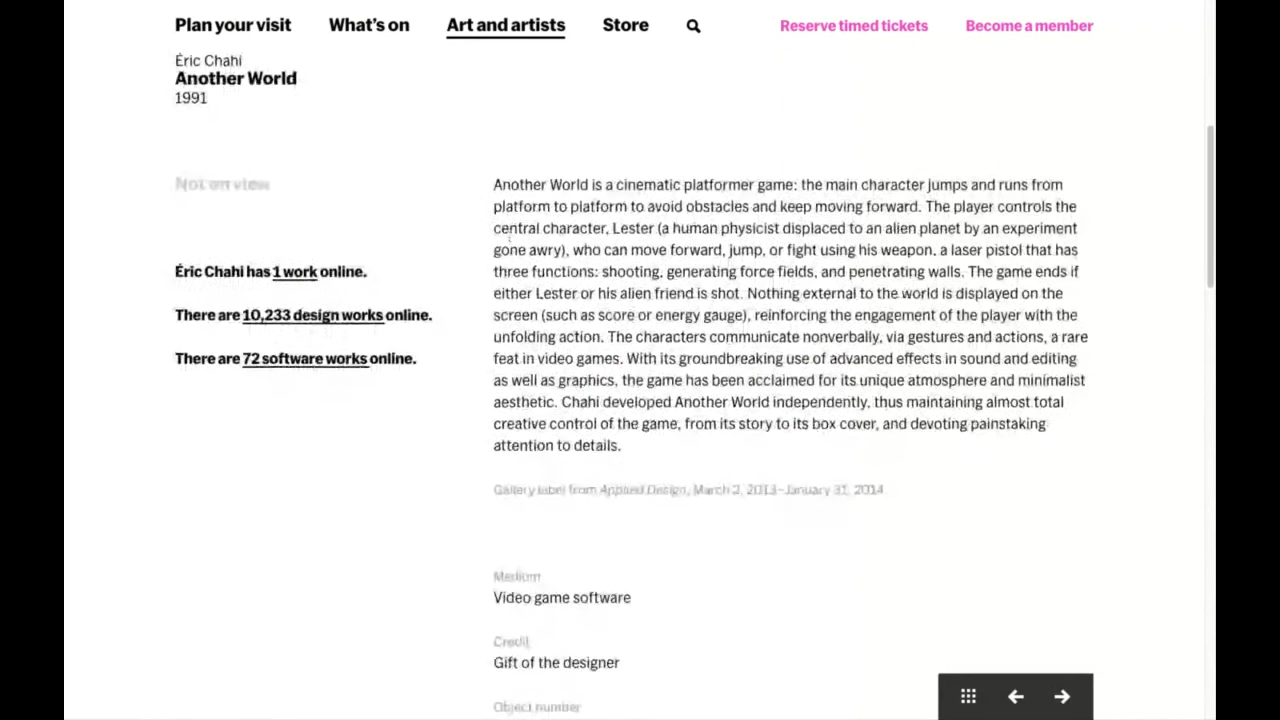 Plan your visit What's on Art and artists Store Reserve timed tickets Become a member
Éric Chahi
Another World
1991
Not on view
Éric Chahi has 1 work online.
There are 10,233 design works online.
There are 72 software works online.
Another World is a cinematic platformer game: the main character jumps and runs from
platform to platform to avoid obstacles and keep moving forward. The player controls the
central character, Lester (a human physicist displaced to an alien planet by an experiment
gone awry), who can move forward, jump, or fight using his weapon, a laser pistol that has
three functions: shooting, generating force fields, and penetrating walls. The game ends if
either Lester or his alien friend is shot. Nothing external to the world is displayed on the
screen (such as score or energy gauge), reinforcing the engagement of the player with the
unfolding action. The characters communicate nonverbally, via gestures and actions, a rare
feat in video games. With its groundbreaking use of advanced effects in sound and editing
as well as graphics, the game has been acclaimed for its unique atmosphere and minimalist
aesthetic. Chahi developed Another World independently, thus maintaining almost total
creative control of the game, from its story to its box cover, and devoting painstaking
attention to details.
Gallery label from Applied Design, March 2, 2013–January 31, 2014
Medium
Video game software
Credit
Gift of the designer
Object number